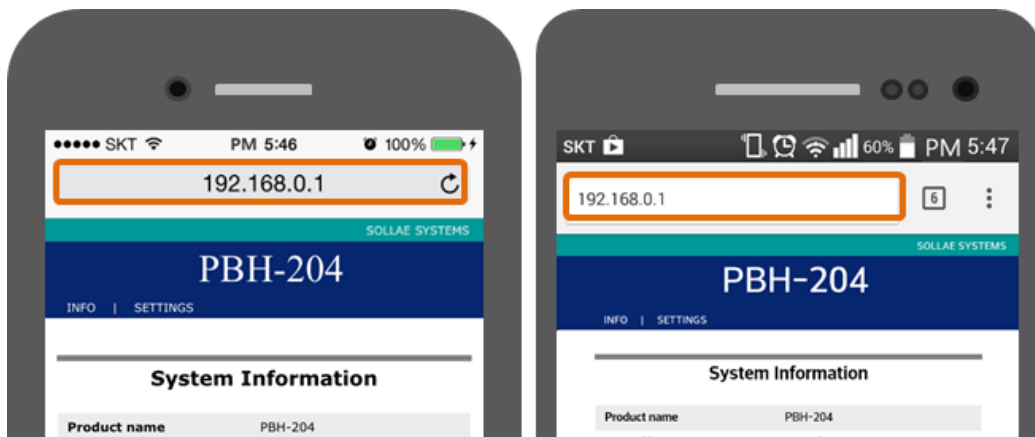 SKT PM 5:46 100%
192.168.0.1
SOLLAE SYSTEMS
PBH-204
INFO | SETTINGS
System Information
Product name PBH-204
SKT 60% PM 5:47
192.168.0.1 6
SOLLAE SYSTEMS
PBH-204
INFO | SETTINGS
System Information
Product name PBH-204